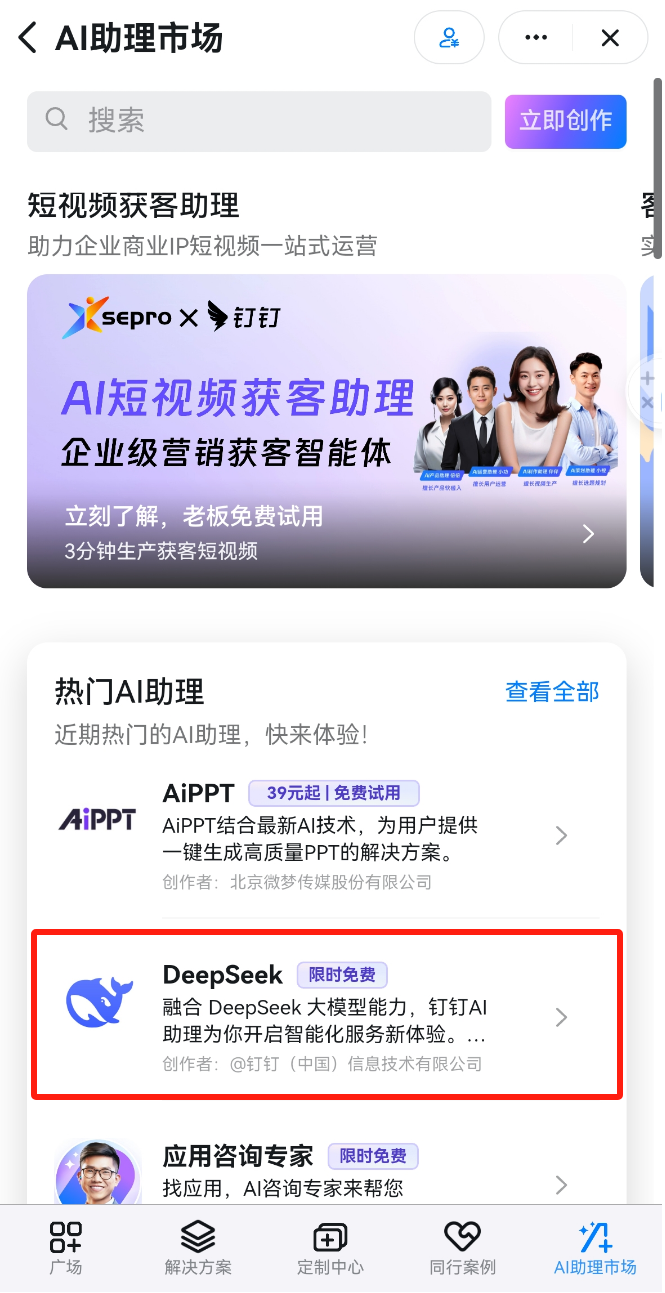 AI助理市场
搜索
立即创作
短视频获客助理
助力企业商业IP短视频一站式运营
xsepro × 钉钉
AI短视频获客助理
企业级营销获客智能体
立刻了解，老板免费试用
3分钟生产获客短视频
热门AI助理
查看全部
近期热门的AI助理，快来体验！
AiPPT
AiPPT 39元起 | 免费试用
AiPPT结合最新AI技术，为用户提供
一键生成高质量PPT的解决方案。
创作者：北京微梦传媒股份有限公司
DeepSeek 限时免费
融合 DeepSeek 大模型能力，钉钉AI
助理为你开启智能化服务新体验。...
创作者：@钉钉（中国）信息技术有限公司
应用咨询专家 限时免费
找应用，AI咨询专家来帮您
广场
解决方案
定制中心
同行案例
AI助理市场